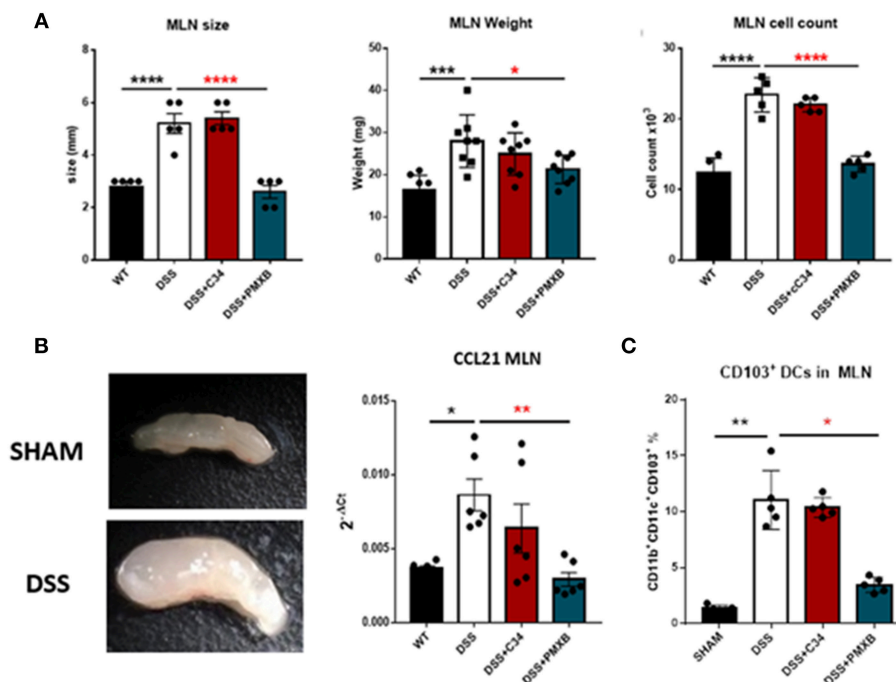 A
MLN size
size (mm)
8
6
4
2
0
****
****
WT
DSS
DSS+C34
DSS+PMXB
MLN Weight
Weight (mg)
50
40
30
20
10
0
***
*
WT
DSS
DSS+C34
DSS+PMXB
MLN cell count
Cell count x10³
30
20
10
0
****
****
WT
DSS
DSS+cC34
DSS+PMXB
B
SHAM
DSS
CCL21 MLN
2^-ΔCt
0.015
0.010
0.005
0.000
*
**
WT
DSS
DSS+C34
DSS+PMXB
C
CD103⁺ DCs in MLN
CD11b⁺CD11c⁺CD103⁺ %
20
15
10
5
0
**
*
SHAM
DSS
DSS+C34
DSS+PMXB